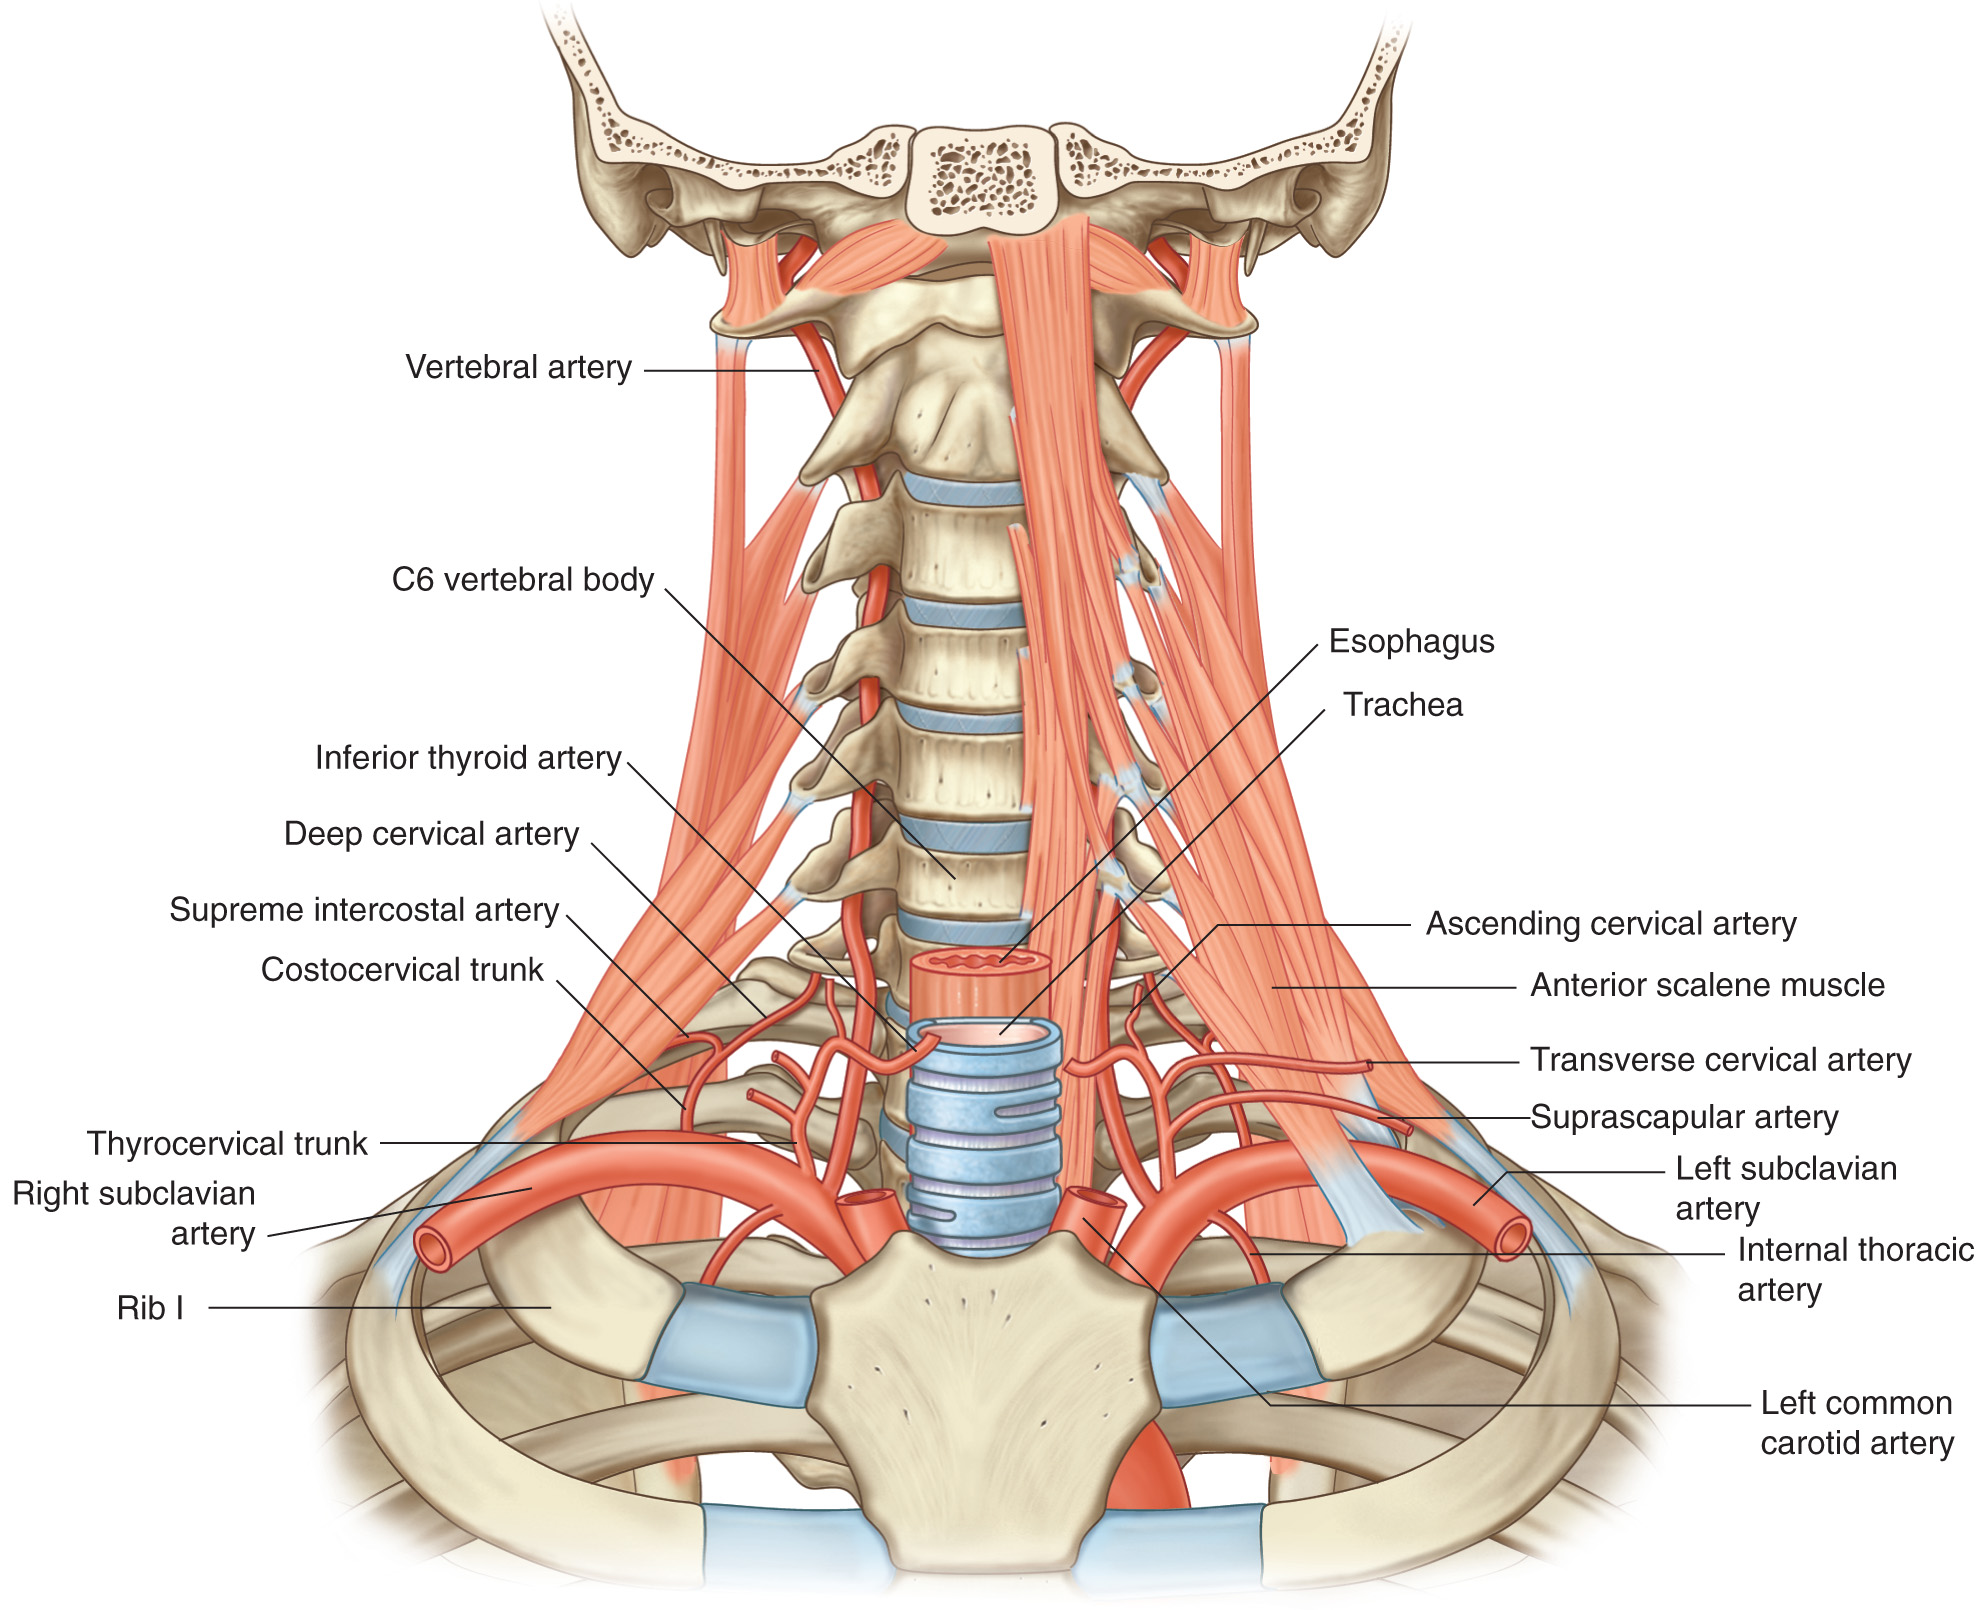 Vertebral artery
C6 vertebral body
Esophagus
Trachea
Inferior thyroid artery
Deep cervical artery
Supreme intercostal artery
Ascending cervical artery
Costocervical trunk
Anterior scalene muscle
Transverse cervical artery
Suprascapular artery
Thyrocervical trunk
Left subclavian
artery
Right subclavian
artery
Internal thoracic
artery
Rib I
Left common
carotid artery